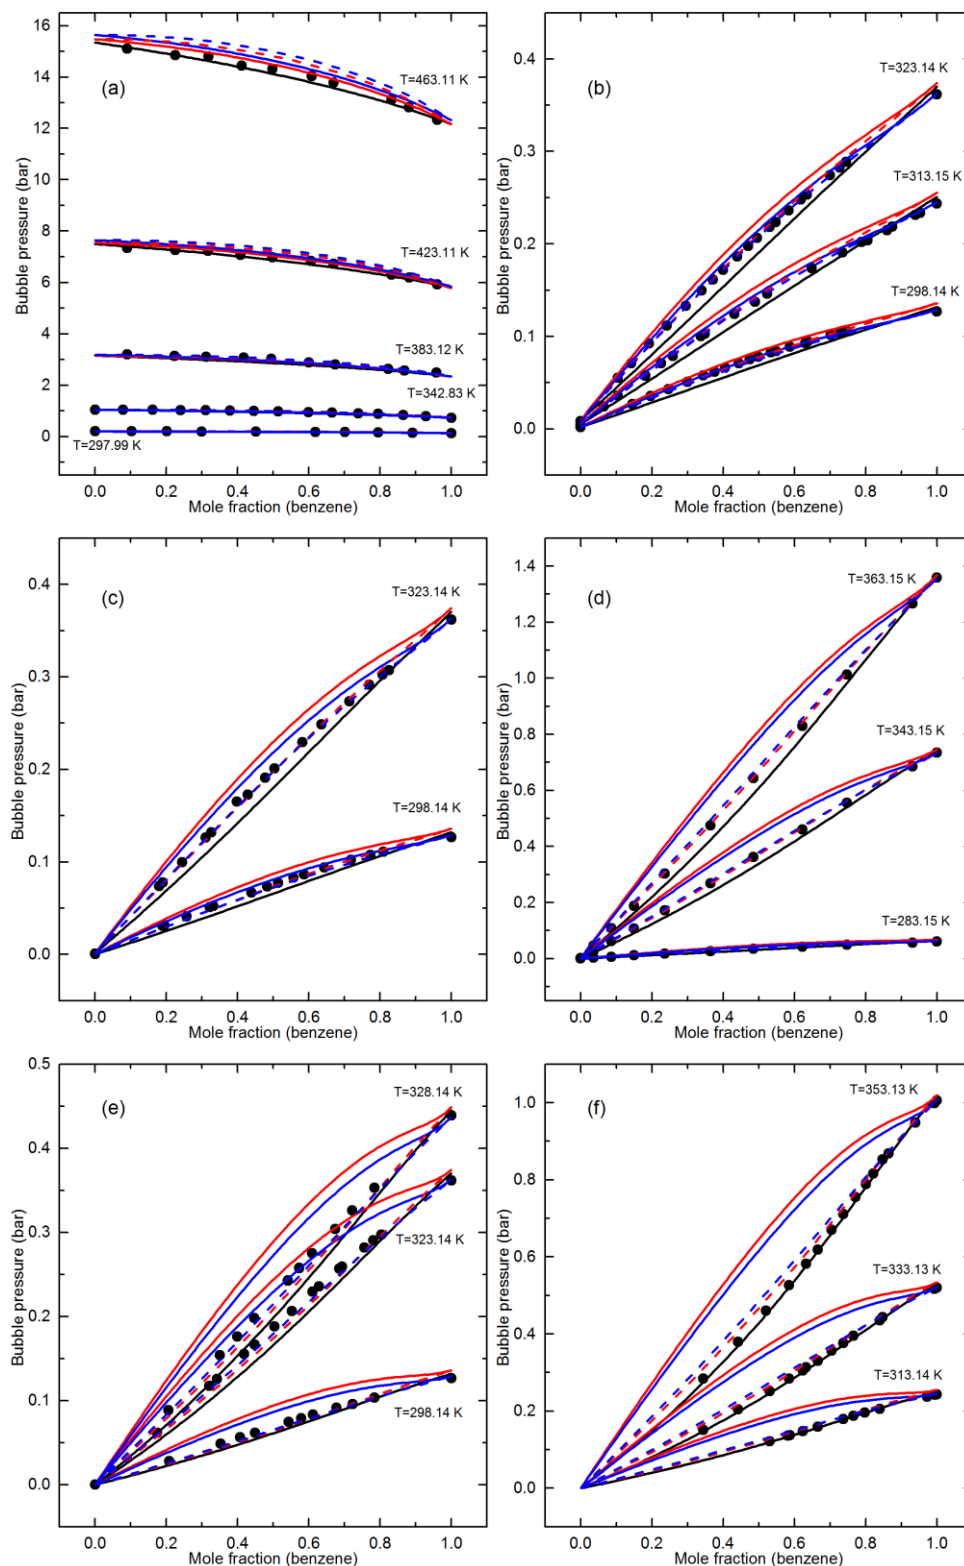 16
14
12
10
8
6
4
2
0
Bubble pressure (bar)
(a)
T=463.11 K
T=423.11 K
T=383.12 K
T=342.83 K
T=297.99 K
0.0 0.2 0.4 0.6 0.8 1.0
Mole fraction (benzene)
0.4
0.3
0.2
0.1
0.0
Bubble pressure (bar)
(b)
T=323.14 K
T=313.15 K
T=298.14 K
0.0 0.2 0.4 0.6 0.8 1.0
Mole fraction (benzene)
0.4
0.3
0.2
0.1
0.0
Bubble pressure (bar)
(c)
T=323.14 K
T=298.14 K
0.0 0.2 0.4 0.6 0.8 1.0
Mole fraction (benzene)
1.4
1.2
1.0
0.8
0.6
0.4
0.2
0.0
Bubble pressure (bar)
(d)
T=363.15 K
T=343.15 K
T=283.15 K
0.0 0.2 0.4 0.6 0.8 1.0
Mole fraction (benzene)
0.5
0.4
0.3
0.2
0.1
0.0
Bubble pressure (bar)
(e)
T=328.14 K
T=323.14 K
T=298.14 K
0.0 0.2 0.4 0.6 0.8 1.0
Mole fraction (benzene)
1.0
0.8
0.6
0.4
0.2
0.0
Bubble pressure (bar)
(f)
T=353.13 K
T=333.13 K
T=313.14 K
0.0 0.2 0.4 0.6 0.8 1.0
Mole fraction (benzene)